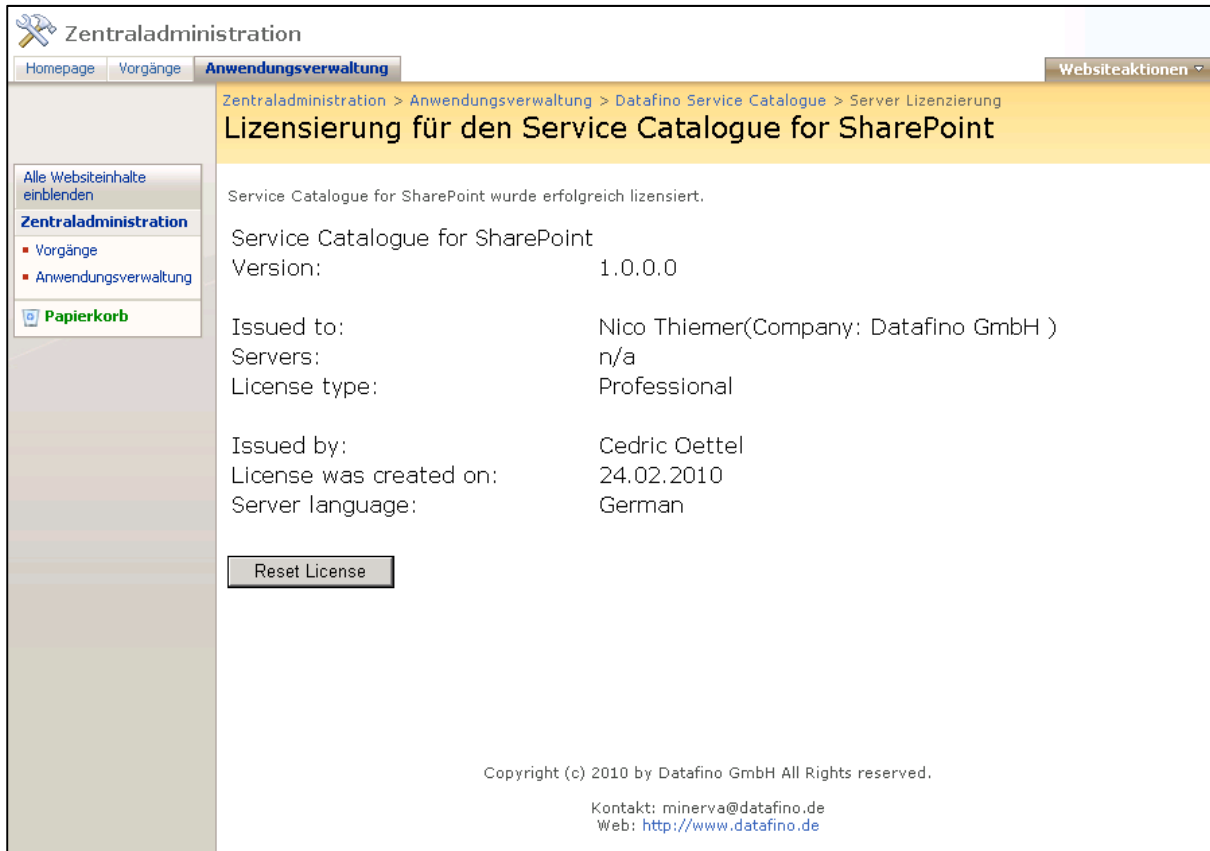 Zentraladministration
Homepage Vorgänge Anwendungsverwaltung Websiteaktionen
Zentraladministration > Anwendungsverwaltung > Datafino Service Catalogue > Server Lizenzierung
Lizensierung für den Service Catalogue for SharePoint
Alle Websiteinhalte
einblenden
Zentraladministration
Vorgänge
Anwendungsverwaltung
Papierkorb
Service Catalogue for SharePoint wurde erfolgreich lizensiert.
Service Catalogue for SharePoint
Version: 1.0.0.0
Issued to: Nico Thiemer(Company: Datafino GmbH )
Servers: n/a
License type: Professional
Issued by: Cedric Oettel
License was created on: 24.02.2010
Server language: German
Reset License
Copyright (c) 2010 by Datafino GmbH All Rights reserved.
Kontakt: minerva@datafino.de
Web: http://www.datafino.de